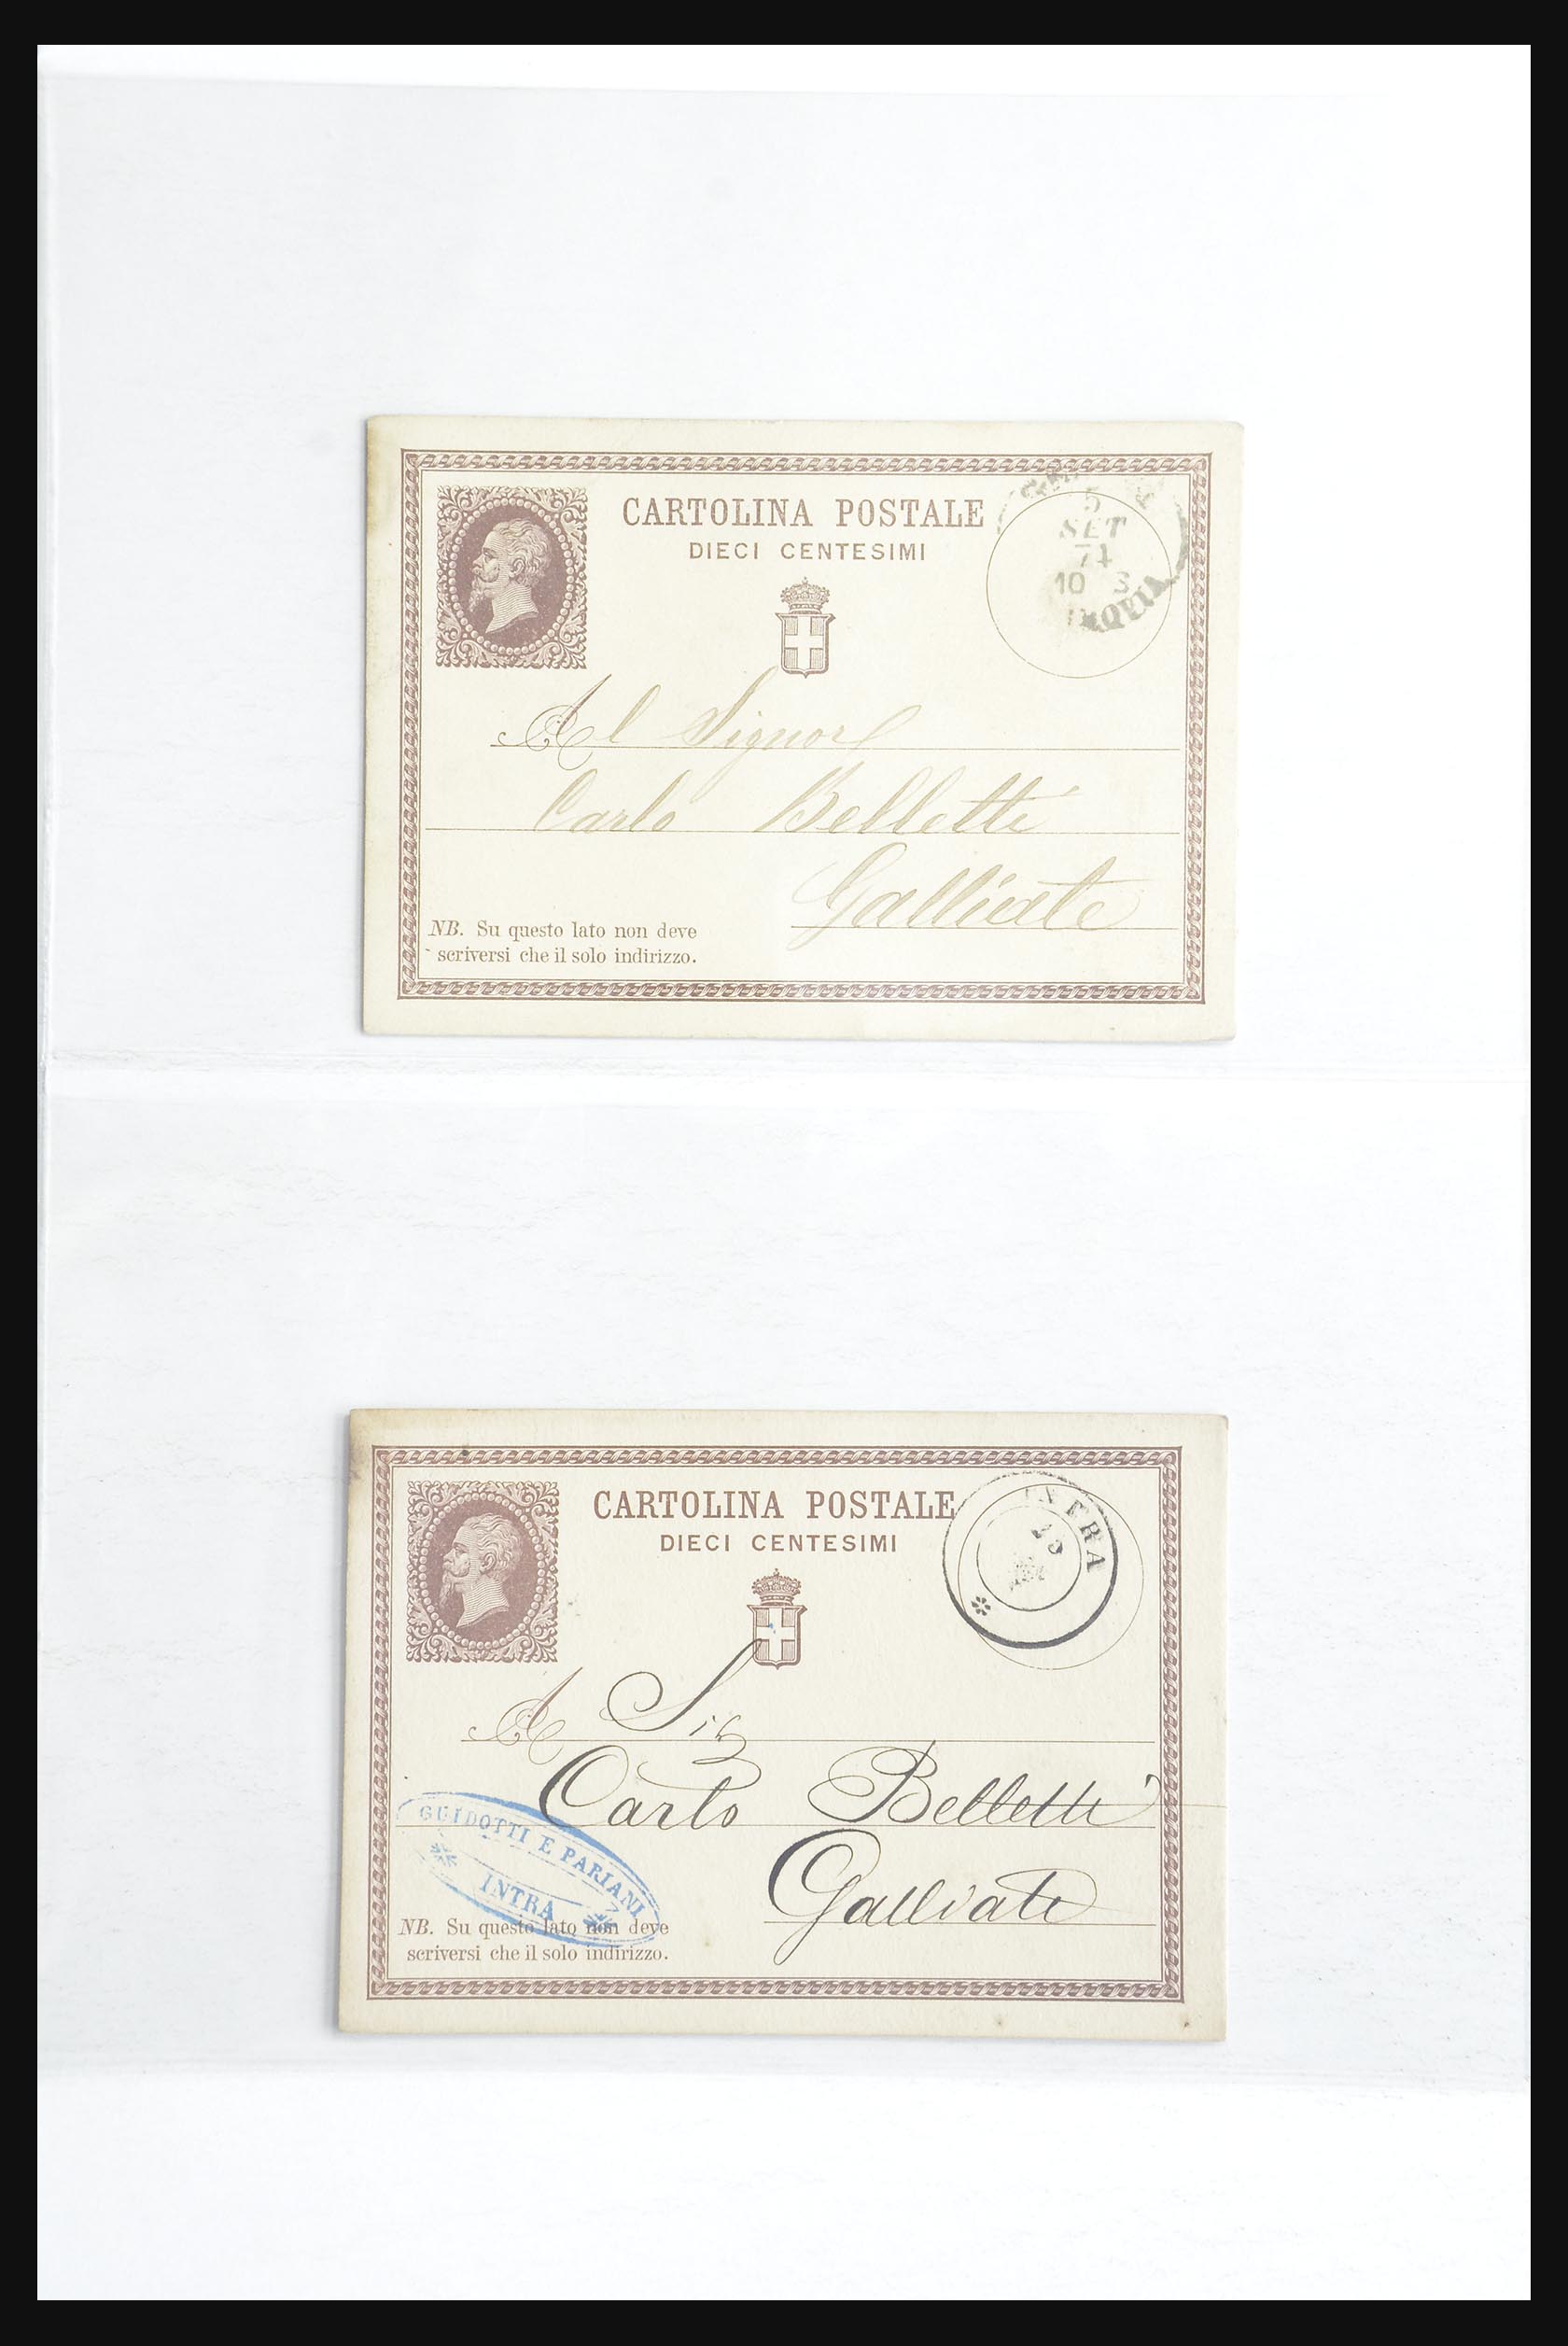 CARTOLINA POSTALE
DIECI CENTESIMI
5
SET
74
10 S
Al Signor
Carlo Belletti
Galliate
NB. Su questo lato non deve
scriversi che il solo indirizzo.
CARTOLINA POSTALE
DIECI CENTESIMI
INTRA
A Sig
Carlo Belletti
Galliate
GUIDOTTI E PARIANI
INTRA
NB. Su questo lato non deve
scriversi che il solo indirizzo.